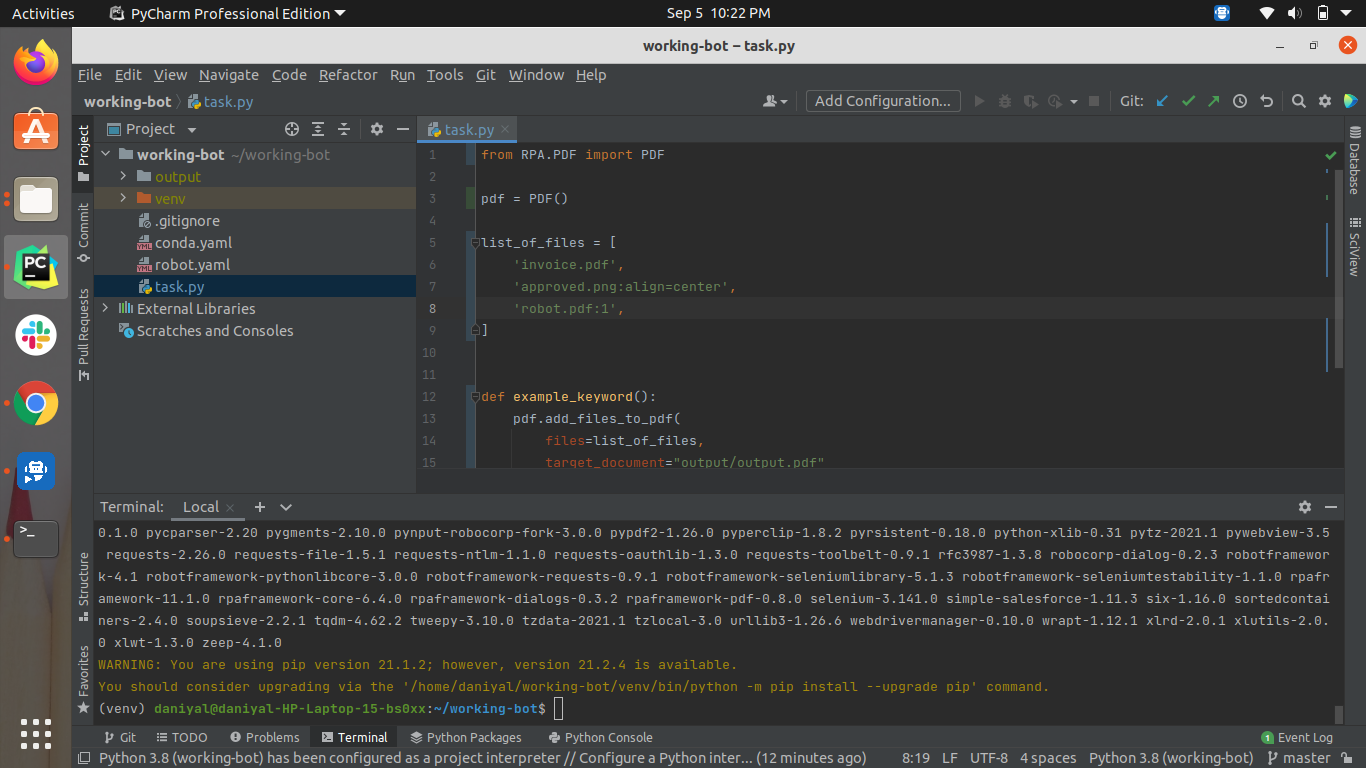 Activities PyCharm Professional Edition Sep 5 10:22 PM
working-bot – task.py
File Edit View Navigate Code Refactor Run Tools Git Window Help
working-bot task.py Add Configuration... Git:
Project
task.py
Project
Commit
Pull Requests
Structure
Favorites
working-bot ~/working-bot
output
venv
.gitignore
conda.yaml
robot.yaml
task.py
External Libraries
Scratches and Consoles
1 from RPA.PDF import PDF
2
3 pdf = PDF()
4
5 list_of_files = [
6 'invoice.pdf',
7 'approved.png:align=center',
8 'robot.pdf:1',
9 ]
10
11
12 def example_keyword():
13 pdf.add_files_to_pdf(
14 files=list_of_files,
15 target_document="output/output.pdf"
Database
SciView
Terminal: Local
0.1.0 pycparser-2.20 pygments-2.10.0 pynput-robocorp-fork-3.0.0 pypdf2-1.26.0 pyperclip-1.8.2 pyrsistent-0.18.0 python-xlib-0.31 pytz-2021.1 pywebview-3.5
requests-2.26.0 requests-file-1.5.1 requests-ntlm-1.1.0 requests-oauthlib-1.3.0 requests-toolbelt-0.9.1 rfc3987-1.3.8 robocorp-dialog-0.2.3 robotframewor
k-4.1 robotframework-pythonlibcore-3.0.0 robotframework-requests-0.9.1 robotframework-seleniumlibrary-5.1.3 robotframework-seleniumtestability-1.1.0 rpafr
amework-11.1.0 rpaframework-core-6.4.0 rpaframework-dialogs-0.3.2 rpaframework-pdf-0.8.0 selenium-3.141.0 simple-salesforce-1.11.3 six-1.16.0 sortedcontai
ners-2.4.0 soupsieve-2.2.1 tqdm-4.62.2 tweepy-3.10.0 tzdata-2021.1 tzlocal-3.0 urllib3-1.26.6 webdrivermanager-0.10.0 wrapt-1.12.1 xlrd-2.0.1 xlutils-2.0.
0 xlwt-1.3.0 zeep-4.1.0
WARNING: You are using pip version 21.1.2; however, version 21.2.4 is available.
You should consider upgrading via the '/home/daniyal/working-bot/venv/bin/python -m pip install --upgrade pip' command.
(venv) daniyal@daniyal-HP-Laptop-15-bs0xx:~/working-bot$
Git TODO Problems Terminal Python Packages Python Console 1 Event Log
Python 3.8 (working-bot) has been configured as a project interpreter // Configure a Python inter... (12 minutes ago) 8:19 LF UTF-8 4 spaces Python 3.8 (working-bot) master